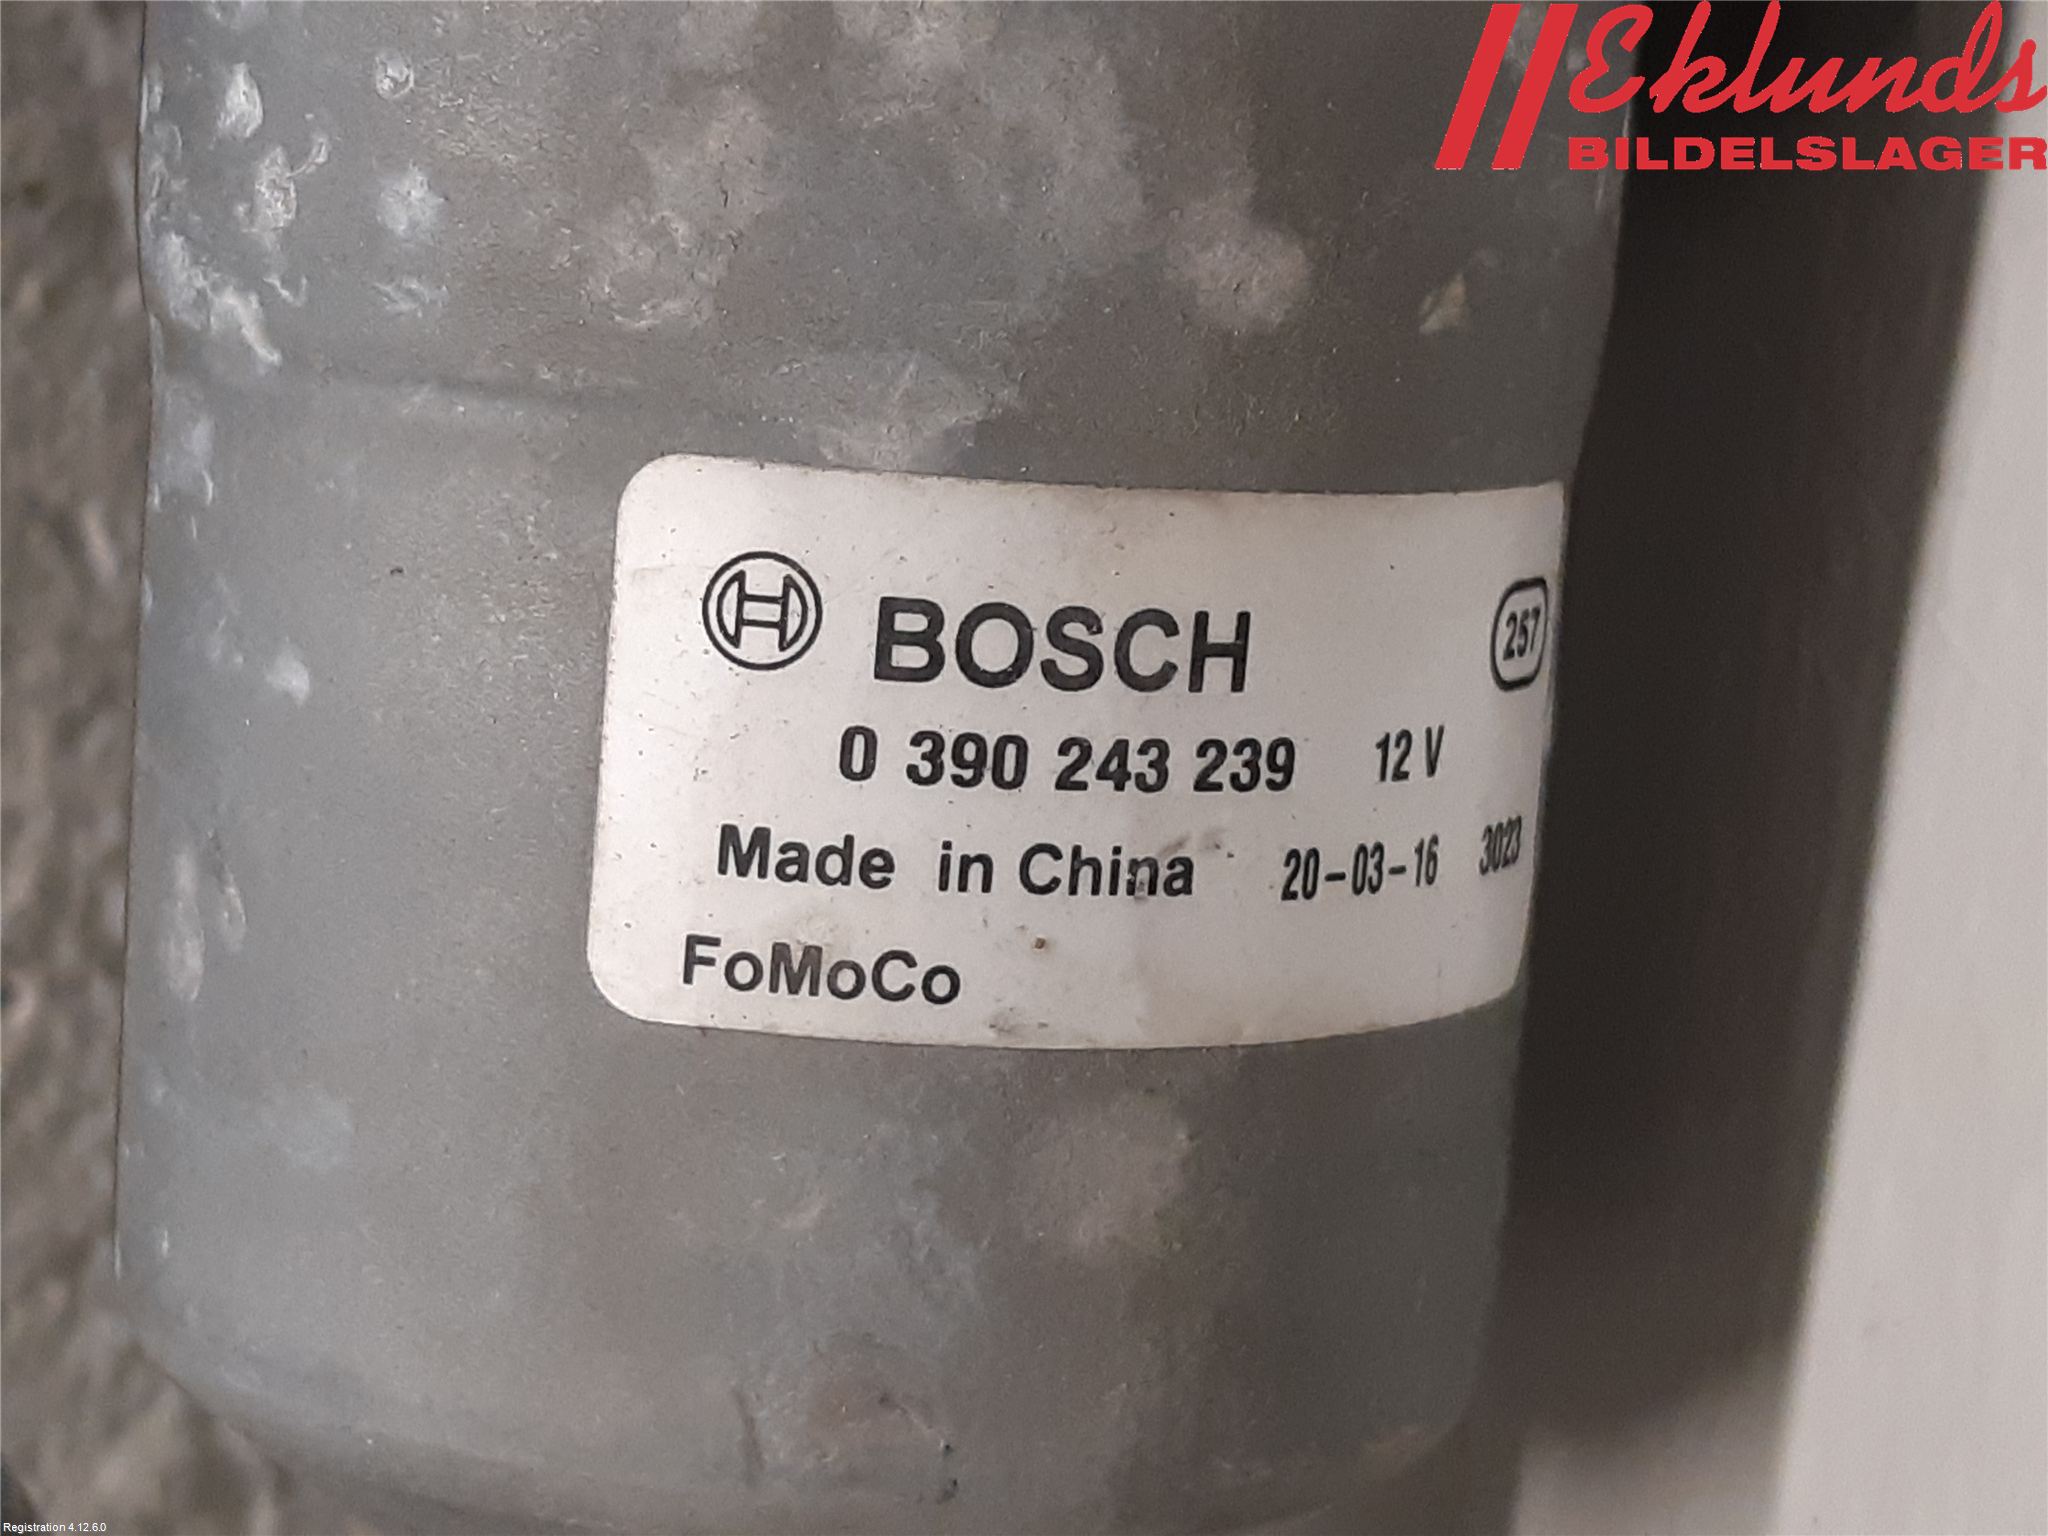 Eklunds
BILDELSLAGER
BOSCH
257
0 390 243 239 12 V
Made in China 20-03-16 3023
FoMoCo
Registration 4.12.6.0